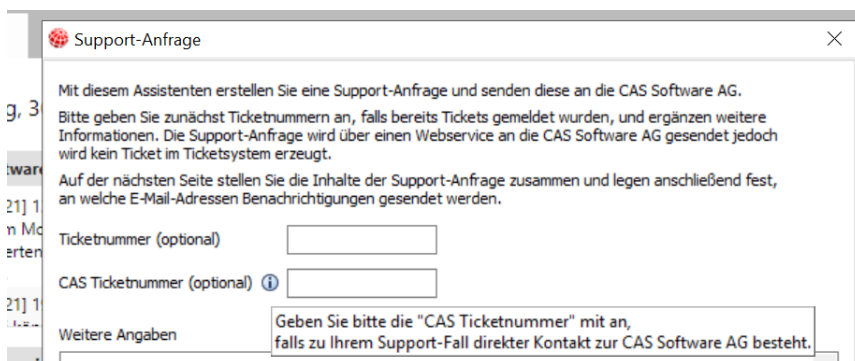 Support-Anfrage
Mit diesem Assistenten erstellen Sie eine Support-Anfrage und senden diese an die CAS Software AG.
Bitte geben Sie zunächst Ticketnummern an, falls bereits Tickets gemeldet wurden, und ergänzen weitere
Informationen. Die Support-Anfrage wird über einen Webservice an die CAS Software AG gesendet jedoch
wird kein Ticket im Ticketsystem erzeugt.
Auf der nächsten Seite stellen Sie die Inhalte der Support-Anfrage zusammen und legen anschließend fest,
an welche E-Mail-Adressen Benachrichtigungen gesendet werden.
Ticketnummer (optional)
CAS Ticketnummer (optional)
Geben Sie bitte die "CAS Ticketnummer" mit an,
falls zu Ihrem Support-Fall direkter Kontakt zur CAS Software AG besteht.
Weitere Angaben